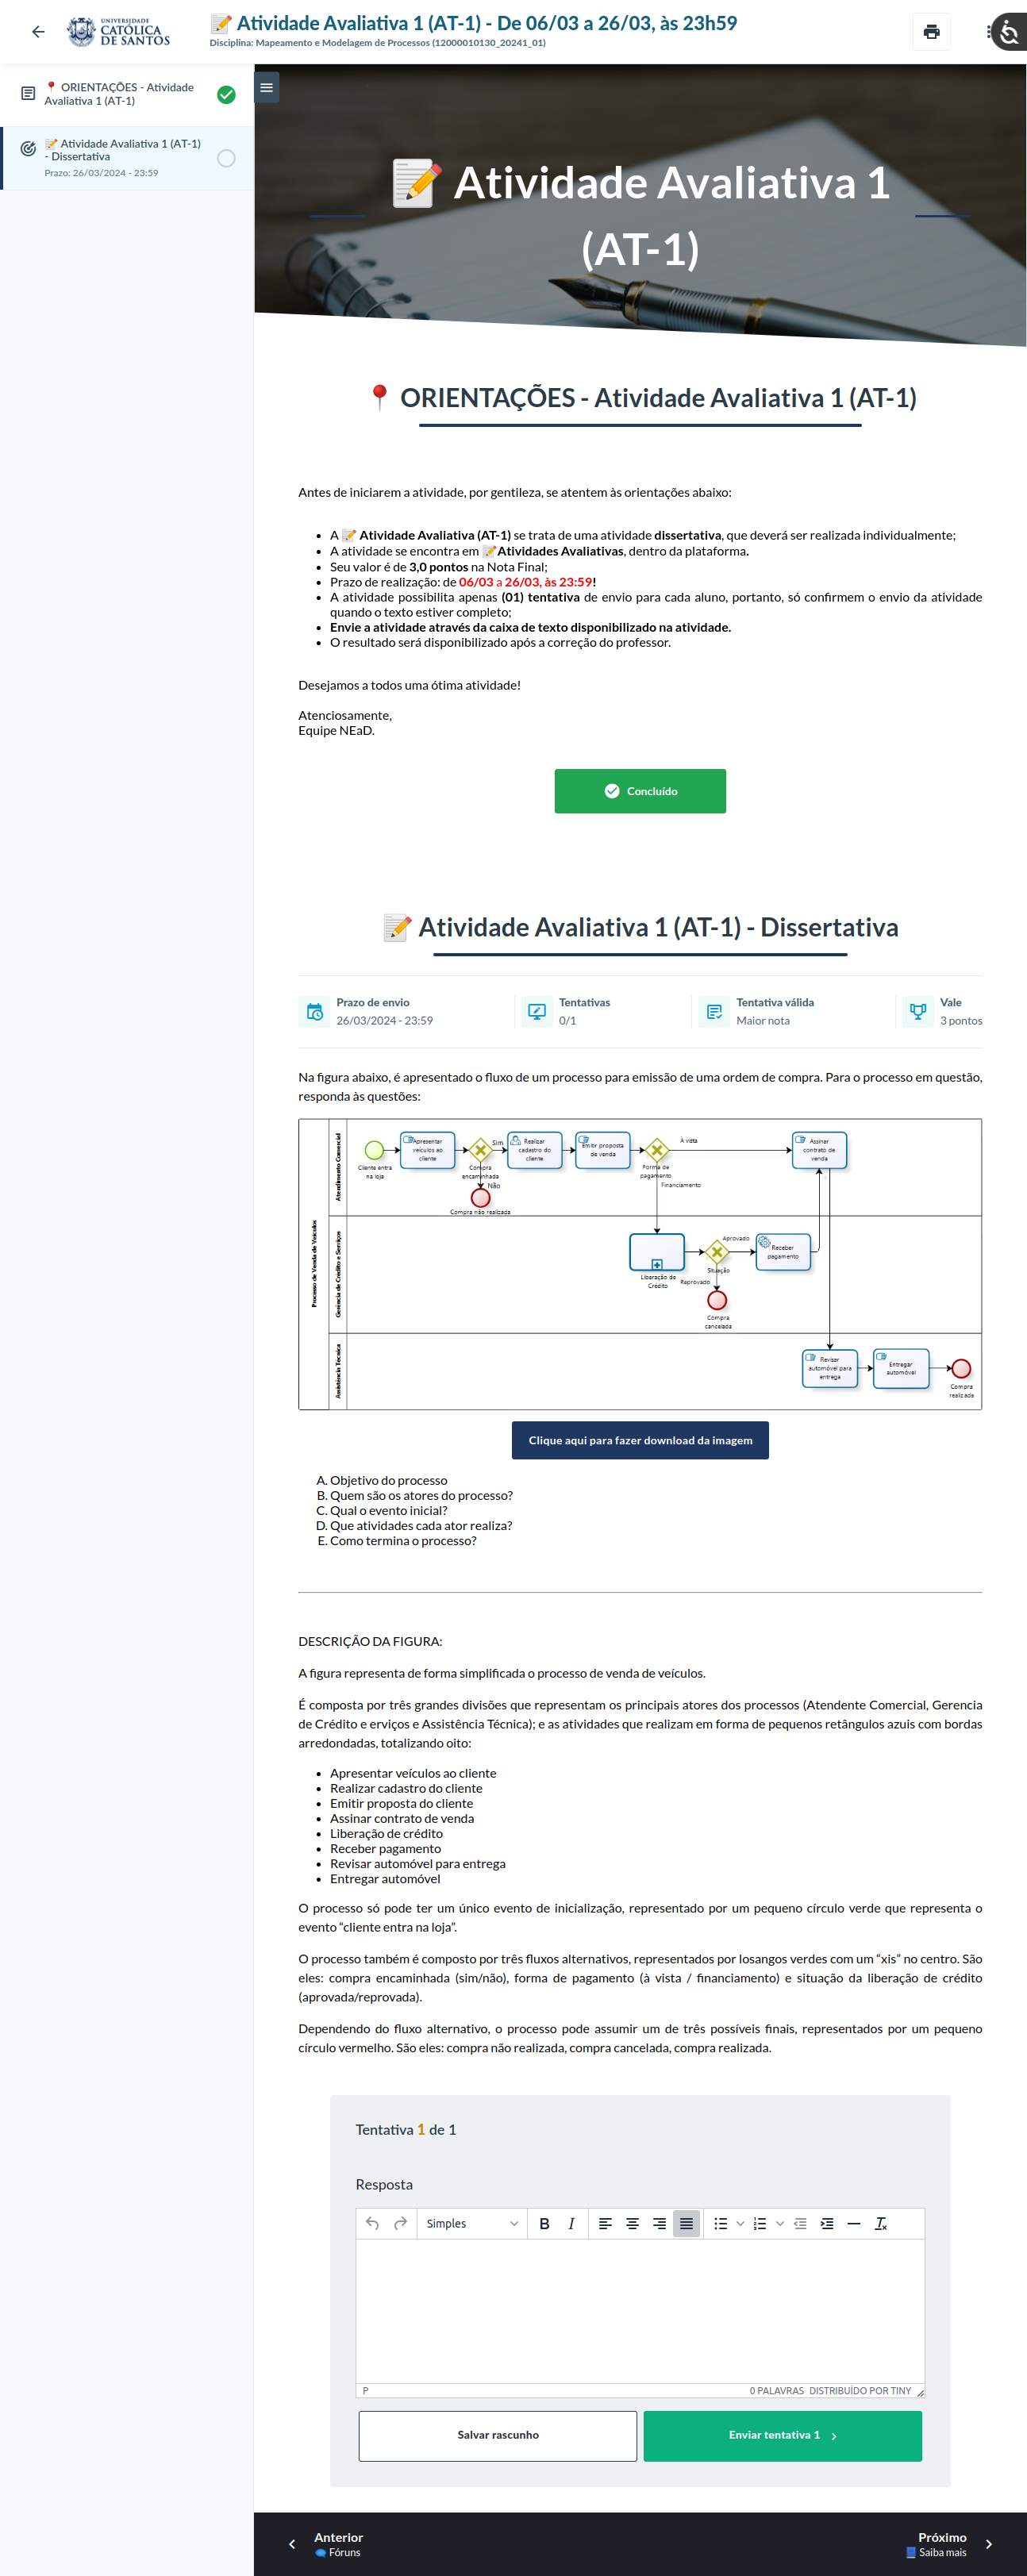 UNIVERSIDADE
CATÓLICA
DE SANTOS
📝 Atividade Avaliativa 1 (AT-1) - De 06/03 a 26/03, às 23h59
Disciplina: Mapeamento e Modelagem de Processos (12000010130_20241_01)
📍 ORIENTAÇÕES - Atividade
Avaliativa 1 (AT-1)
📝 Atividade Avaliativa 1 (AT-1)
- Dissertativa
Prazo: 26/03/2024 - 23:59
📝 Atividade Avaliativa 1
(AT-1)
📍 ORIENTAÇÕES - Atividade Avaliativa 1 (AT-1)
Antes de iniciarem a atividade, por gentileza, se atentem às orientações abaixo:
• A 📝 Atividade Avaliativa (AT-1) se trata de uma atividade dissertativa, que deverá ser realizada individualmente;
• A atividade se encontra em 📝Atividades Avaliativas, dentro da plataforma.
• Seu valor é de 3,0 pontos na Nota Final;
• Prazo de realização: de 06/03 a 26/03, às 23:59!
• A atividade possibilita apenas (01) tentativa de envio para cada aluno, portanto, só confirmem o envio da atividade
quando o texto estiver completo;
• Envie a atividade através da caixa de texto disponibilizado na atividade.
• O resultado será disponibilizado após a correção do professor.
Desejamos a todos uma ótima atividade!
Atenciosamente,
Equipe NEaD.
Concluído
📝 Atividade Avaliativa 1 (AT-1) - Dissertativa
Prazo de envio
26/03/2024 - 23:59
Tentativas
0/1
Tentativa válida
Maior nota
Vale
3 pontos
Na figura abaixo, é apresentado o fluxo de um processo para emissão de uma ordem de compra. Para o processo em questão,
responda às questões:
Processo de Venda de Veículos
Atendimento Comercial
Cliente entra
na loja
Apresentar
veículos ao
cliente
Compra
encaminhada
Sim
Não
Compra não realizada
Realizar
cadastro do
cliente
Emitir proposta
de venda
Forma de
pagamento
À vista
Financiamento
Assinar
contrato de
venda
Gerência de Credito e Serviços
Liberação de
Crédito
Situação
Aprovado
Reprovado
Compra
cancelada
Receber
pagamento
Assistência Técnica
Revisar
automóvel para
entrega
Entregar
automóvel
Compra
realizada
Clique aqui para fazer download da imagem
A. Objetivo do processo
B. Quem são os atores do processo?
C. Qual o evento inicial?
D. Que atividades cada ator realiza?
E. Como termina o processo?
DESCRIÇÃO DA FIGURA:
A figura representa de forma simplificada o processo de venda de veículos.
É composta por três grandes divisões que representam os principais atores dos processos (Atendente Comercial, Gerencia
de Crédito e erviços e Assistência Técnica); e as atividades que realizam em forma de pequenos retângulos azuis com bordas
arredondadas, totalizando oito:
• Apresentar veículos ao cliente
• Realizar cadastro do cliente
• Emitir proposta do cliente
• Assinar contrato de venda
• Liberação de crédito
• Receber pagamento
• Revisar automóvel para entrega
• Entregar automóvel
O processo só pode ter um único evento de inicialização, representado por um pequeno círculo verde que representa o
evento “cliente entra na loja”.
O processo também é composto por três fluxos alternativos, representados por losangos verdes com um “xis” no centro. São
eles: compra encaminhada (sim/não), forma de pagamento (à vista / financiamento) e situação da liberação de crédito
(aprovada/reprovada).
Dependendo do fluxo alternativo, o processo pode assumir um de três possíveis finais, representados por um pequeno
círculo vermelho. São eles: compra não realizada, compra cancelada, compra realizada.
Tentativa 1 de 1
Resposta
Simples
B I
P
0 PALAVRAS DISTRIBUÍDO POR TINY
Salvar rascunho
Enviar tentativa 1
Anterior
Fóruns
Próximo
Saiba mais